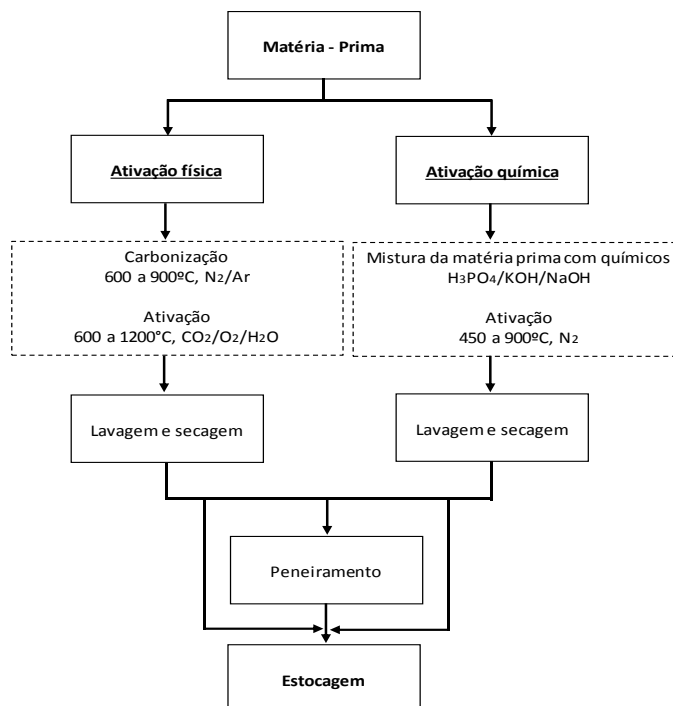 Matéria - Prima
Ativação física
Ativação química
Carbonização
600 a 900ºC, N2/Ar
Ativação
600 a 1200°C, CO2/O2/H2O
Mistura da matéria prima com químicos
H3PO4/KOH/NaOH
Ativação
450 a 900ºC, N2
Lavagem e secagem
Lavagem e secagem
Peneiramento
Estocagem